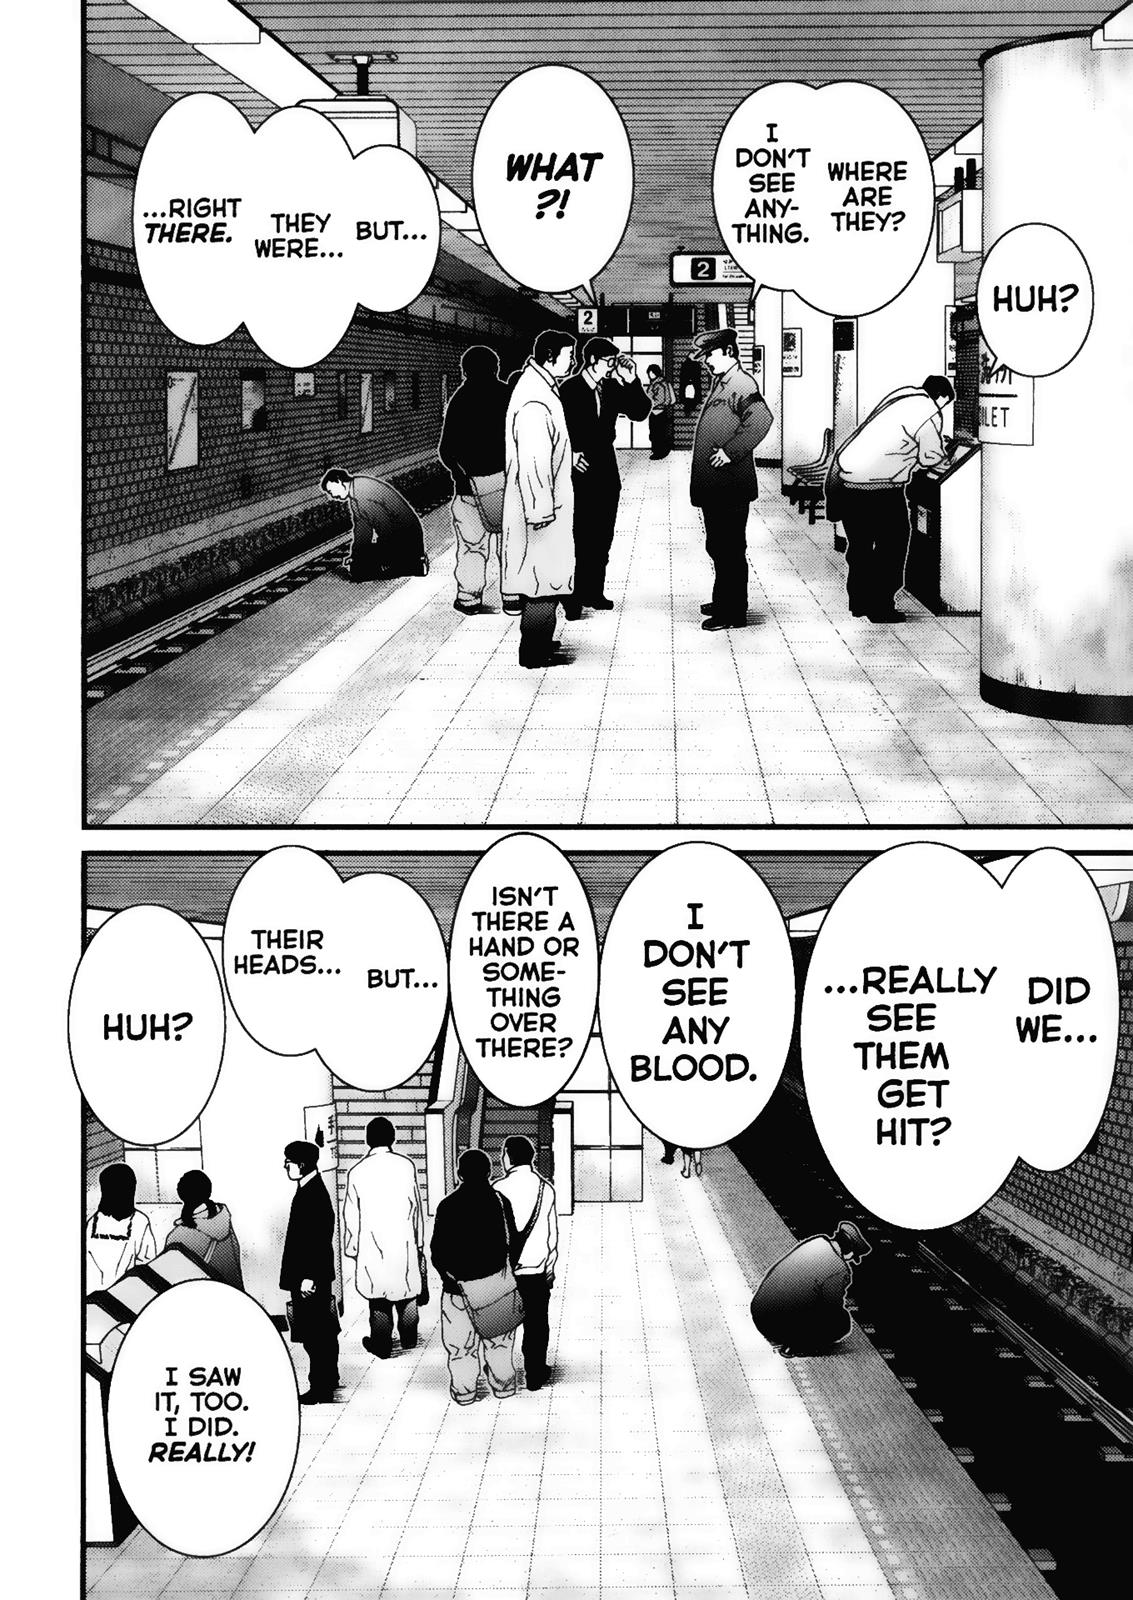 HUH?
WHERE
ARE
THEY?
I
DON'T
SEE
ANY-
THING.
WHAT
?!
BUT...
THEY
WERE...
...RIGHT
THERE.
2
2
ILET
DID
WE...
...REALLY
SEE
THEM
GET
HIT?
I
DON'T
SEE
ANY
BLOOD.
ISN'T
THERE A
HAND OR
SOME-
THING
OVER
THERE?
BUT...
THEIR
HEADS...
HUH?
I SAW
IT, TOO.
I DID.
REALLY!